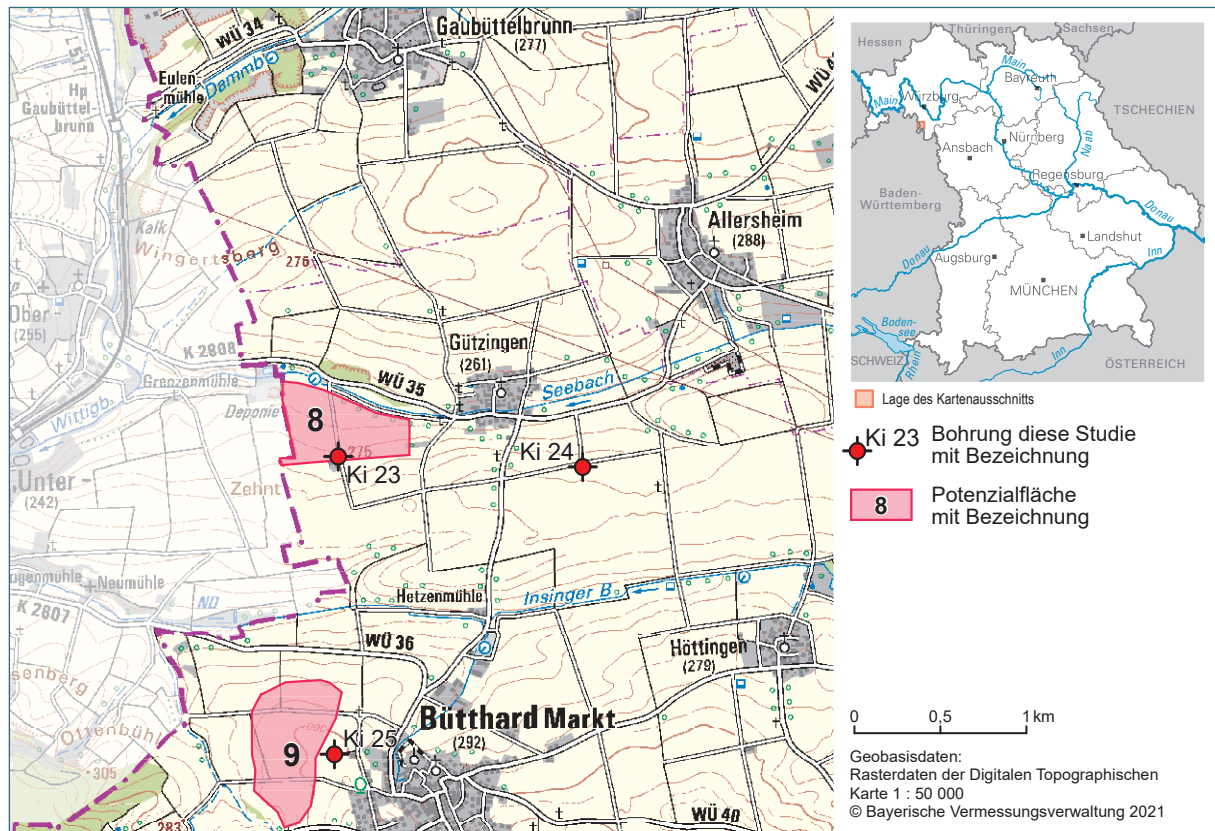 WÜ 34
Gaubüttelbrunn
(277)
Eulen-
mühle
Dammb
Hp
Gaubüttel-
brunn
Kalk
Wingertsberg
276
Allersheim
(288)
Ober-
(255)
K 2808
Gützingen
(261)
Grenzenmühle
WÜ 35
Seebach
Wittigb
Deponie
8
275
Ki 23
Ki 24
Unter-
(242)
Zehnt
Neumühle
K 2807
ND
Hetzenmühle
Insinger B
WÜ 36
Höttingen
(279)
Ottenbühl
305
9
Ki 25
Bütthard Markt
(292)
283
WÜ 40
Hessen
Thüringen
Sachsen
Main
Bayreuth
Main
Würzburg
TSCHECHIEN
Ansbach
Nürnberg
Naab
Regensburg
Baden-
Württemberg
Donau
Landshut
Donau
Augsburg
Inn
MÜNCHEN
Boden-
see
SCHWEIZ
Rhein
Inn
ÖSTERREICH
Lage des Kartenausschnitts
Ki 23 Bohrung diese Studie
mit Bezeichnung
8 Potenzialfläche
mit Bezeichnung
0 0,5 1 km
Geobasisdaten:
Rasterdaten der Digitalen Topographischen
Karte 1 : 50 000
© Bayerische Vermessungsverwaltung 2021